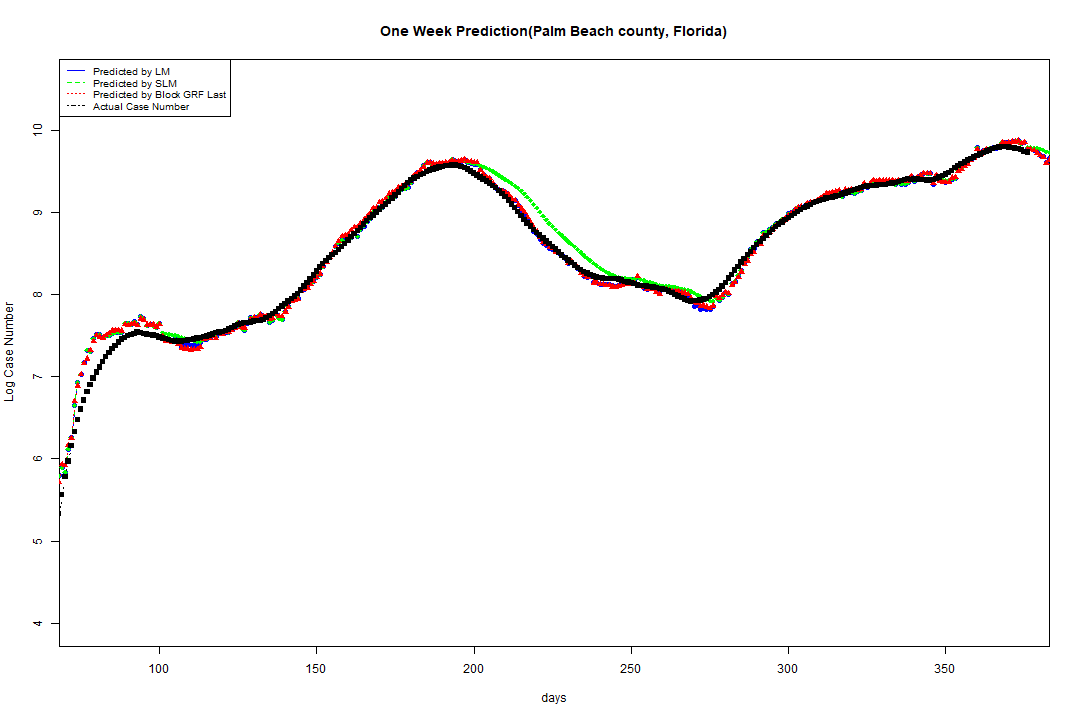 One Week Prediction(Palm Beach county, Florida)
Predicted by LM
Predicted by SLM
Predicted by Block GRF Last
Actual Case Number
10
9
8
7
6
5
4
Log Case Number
100 150 200 250 300 350
days